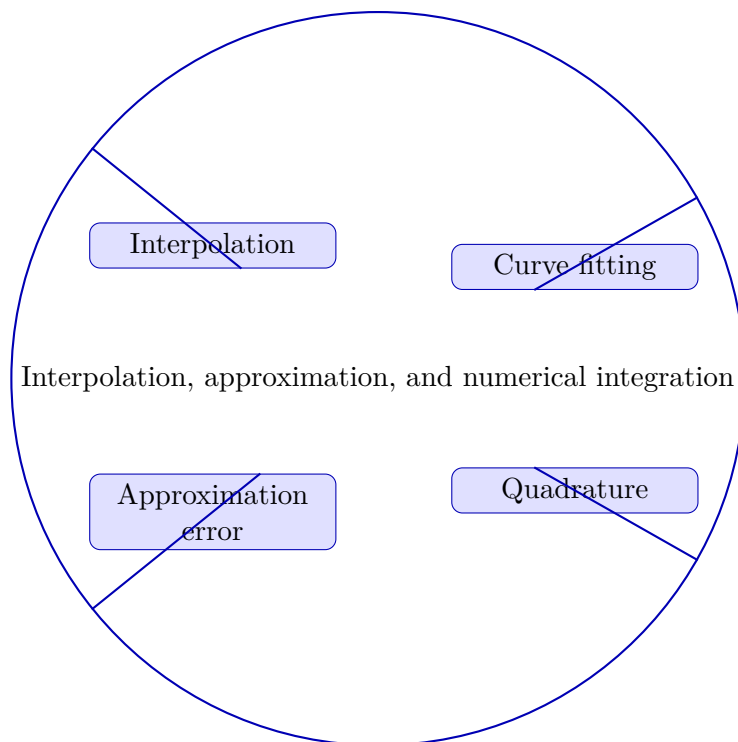 Interpolation
Curve fitting
Interpolation, approximation, and numerical integration
Approximation
error
Quadrature